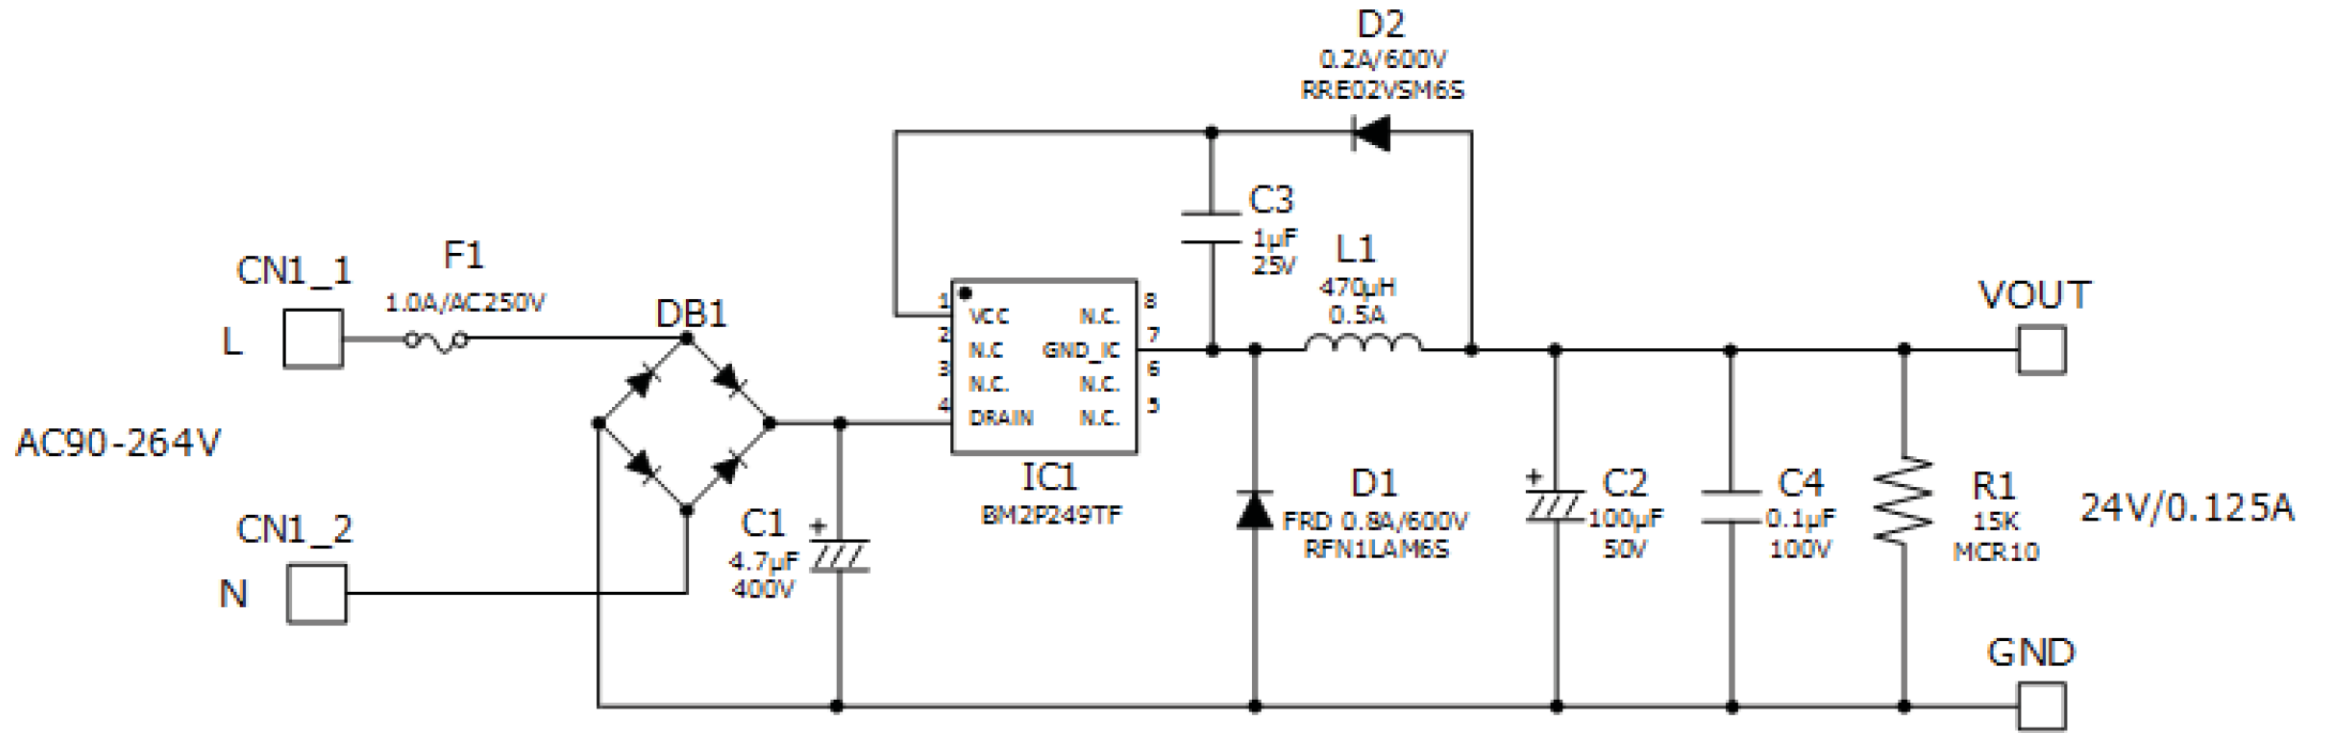 D2
0.2A/600V
RRE02VSM6S
C3
1µF
25V
L1
470µH
0.5A
CN1_1
F1
1.0A/AC250V
DB1
L
VOUT
1 VCC N.C. 8
2 N.C GND_IC 7
3 N.C. N.C. 6
4 DRAIN N.C. 5
IC1
BM2P249TF
AC90-264V
D1
FRD 0.8A/600V
RFN1LAM6S
+
C2
100µF
50V
C4
0.1µF
100V
R1
15K
MCR10
24V/0.125A
CN1_2
C1
+
4.7µF
400V
N
GND